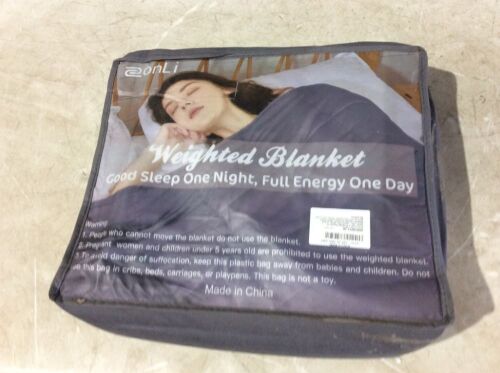 ZonLi
Weighted Blanket
Good Sleep One Night, Full Energy One Day
Warning:
1. People who cannot move the blanket do not use the blanket.
2. Pregnant women and children under 5 years old are prohibited to use the weighted blanket.
3. To avoid danger of suffocation, keep this plastic bag away from babies and children. Do not
use this bag in cribs, beds, carriages, or playpens. This bag is not a toy.
Made in China